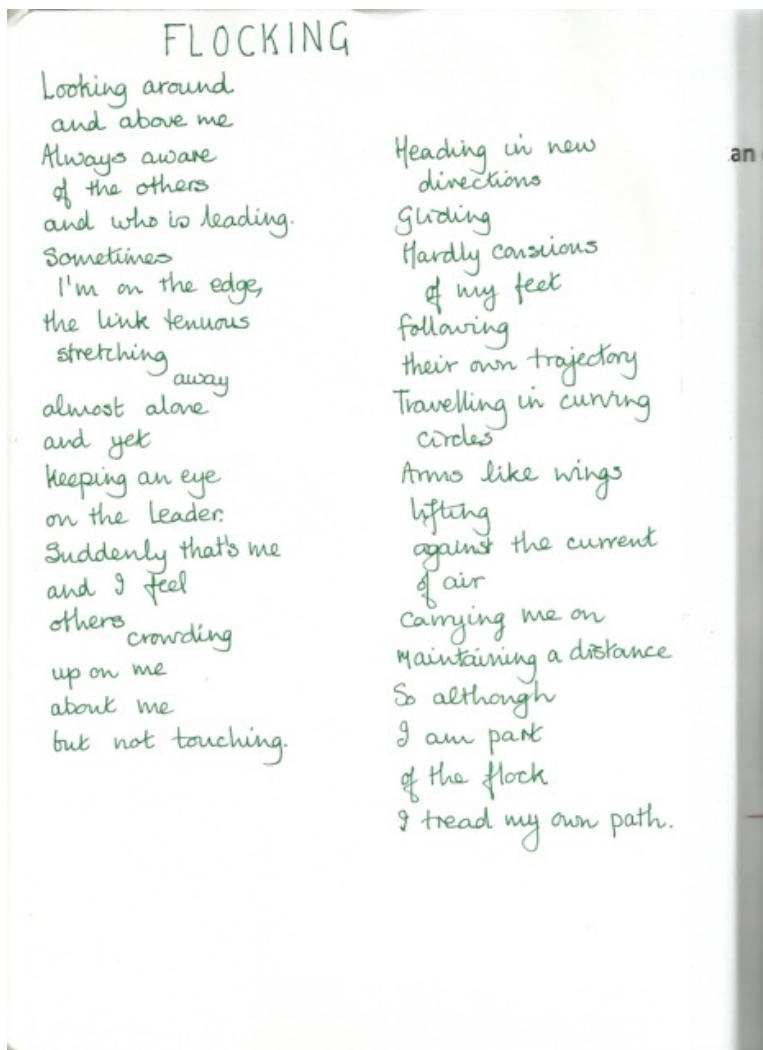 FLOCKING
Looking around
and above me
Always aware
of the others
and who is leading.
Sometimes
I'm on the edge,
the link tenuous
stretching
away
almost alone
and yet
keeping an eye
on the leader.
Suddenly that's me
and I feel
others
crowding
up on me
about me
but not touching.
Heading in new
directions
Gliding
Hardly conscious
of my feet
following
their own trajectory
Travelling in curving
circles
Arms like wings
lifting
against the current
of air
Carrying me on
Maintaining a distance
So although
I am part
of the flock
I tread my own path.
an